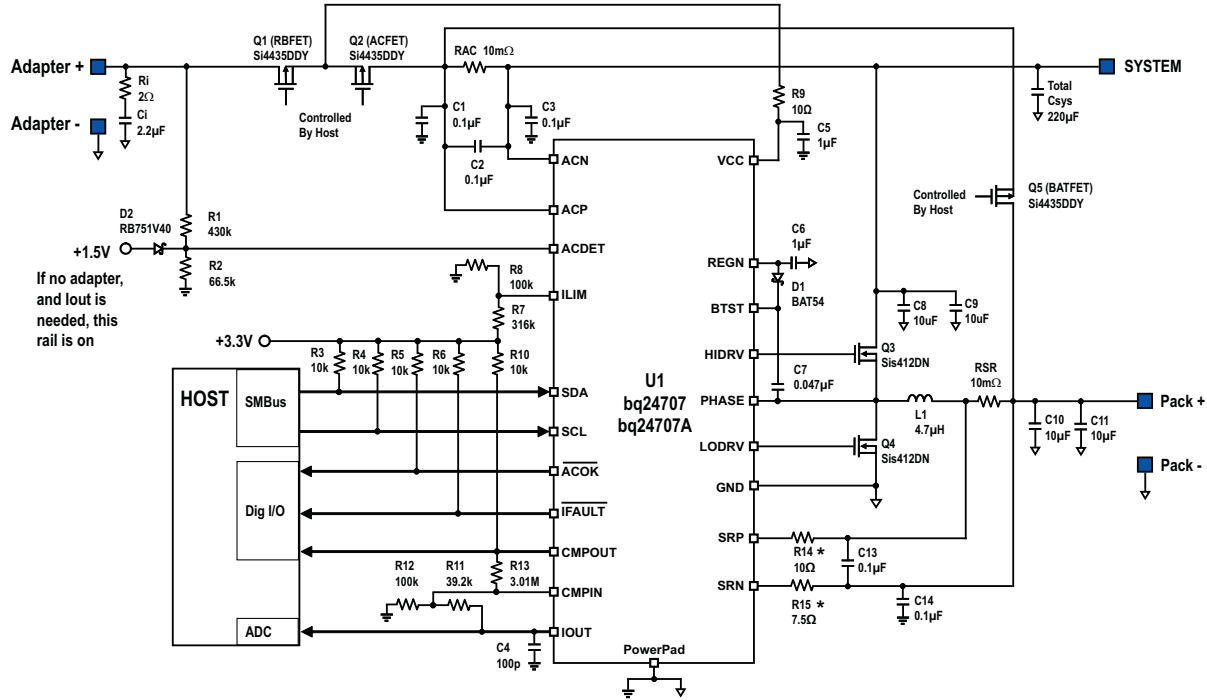 Q1 (RBFET)
Si4435DDY
Q2 (ACFET)
Si4435DDY
RAC 10mΩ
Adapter +
Ri
2Ω
Ci
2.2µF
Adapter -
Controlled
By Host
C1
0.1µF
C2
0.1µF
C3
0.1µF
R9
10Ω
C5
1µF
Total
Csys
220µF
SYSTEM
Controlled
By Host
Q5 (BATFET)
Si4435DDY
D2
RB751V40
R1
430k
R2
66.5k
+1.5V
If no adapter,
and Iout is
needed, this
rail is on
R8
100k
R7
316k
+3.3V
R3
10k
R4
10k
R5
10k
R6
10k
R10
10k
HOST
SMBus
Dig I/O
ADC
ACN
ACP
ACDET
ILIM
SDA
SCL
ACOK
IFAULT
CMPOUT
CMPIN
IOUT
R12
100k
R11
39.2k
R13
3.01M
C4
100p
U1
bq24707
bq24707A
PowerPad
VCC
REGN
BTST
HIDRV
PHASE
LODRV
GND
SRP
SRN
C6
1µF
D1
BAT54
C7
0.047µF
C8
10uF
C9
10uF
Q3
Sis412DN
RSR
10mΩ
L1
4.7µH
Q4
Sis412DN
C10
10µF
C11
10µF
Pack +
Pack -
R14 *
10Ω
C13
0.1µF
R15 *
7.5Ω
C14
0.1µF